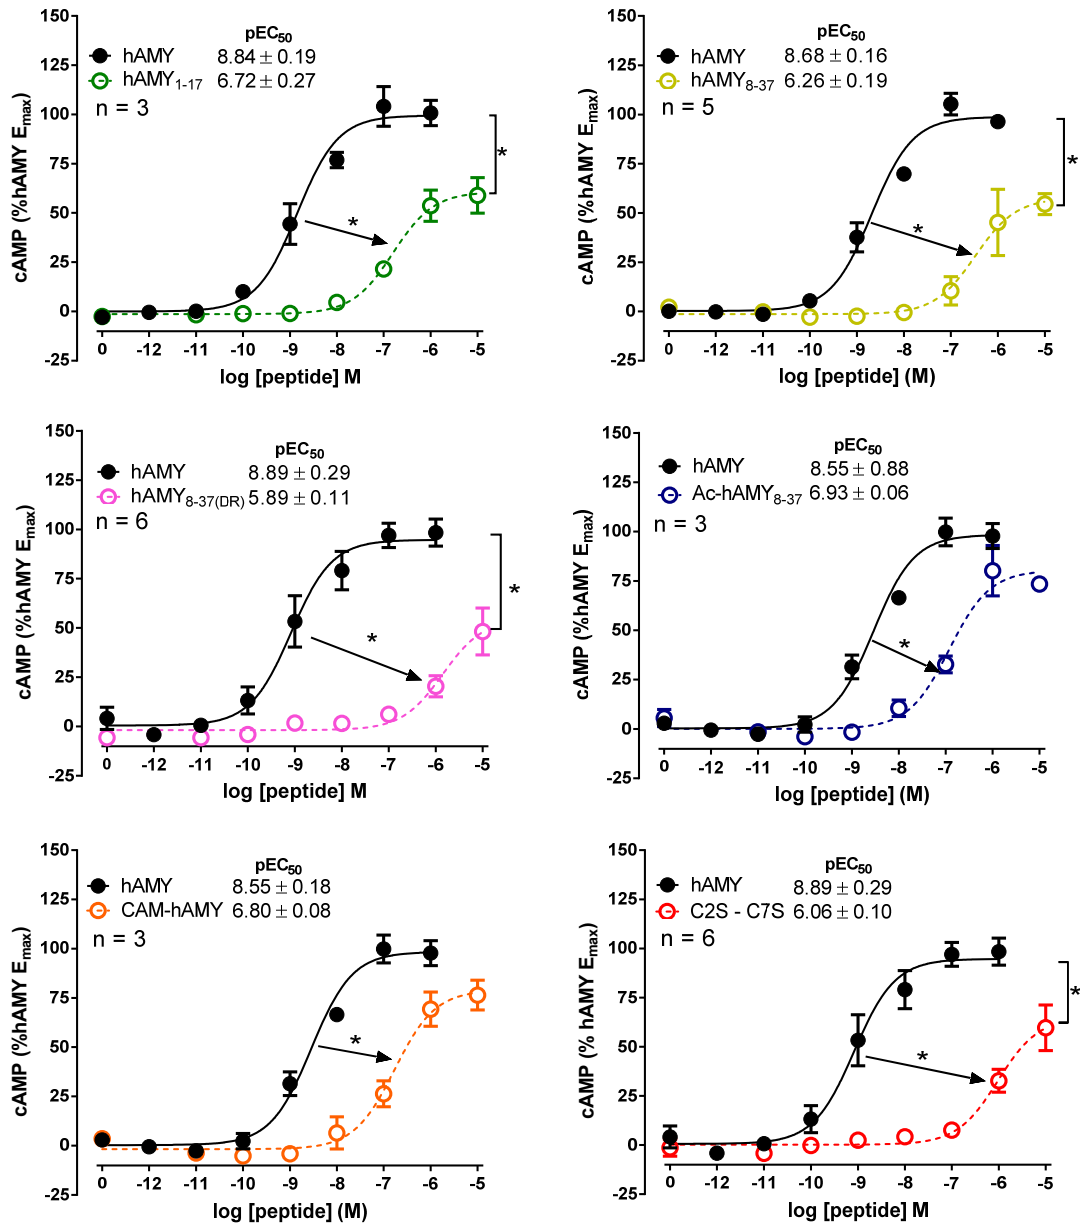 pEC50
hAMY 8.84 ± 0.19
hAMY1-17 6.72 ± 0.27
n = 3
cAMP (%hAMY Emax)
150
125
100
75
50
25
0
-25
*
*
0 -12 -11 -10 -9 -8 -7 -6 -5
log [peptide] M
pEC50
hAMY 8.68 ± 0.16
hAMY8-37 6.26 ± 0.19
n = 5
cAMP (%hAMY Emax)
150
125
100
75
50
25
0
-25
*
*
0 -12 -11 -10 -9 -8 -7 -6 -5
log [peptide] (M)
pEC50
hAMY 8.89 ± 0.29
hAMY8-37(DR) 5.89 ± 0.11
n = 6
cAMP (%hAMY Emax)
150
125
100
75
50
25
0
-25
*
*
0 -12 -11 -10 -9 -8 -7 -6 -5
log [peptide] M
pEC50
hAMY 8.55 ± 0.88
Ac-hAMY8-37 6.93 ± 0.06
n = 3
cAMP (%hAMY Emax)
150
125
100
75
50
25
0
-25
*
0 -12 -11 -10 -9 -8 -7 -6 -5
log [peptide] (M)
pEC50
hAMY 8.55 ± 0.18
CAM-hAMY 6.80 ± 0.08
n = 3
cAMP (%hAMY Emax)
150
125
100
75
50
25
0
-25
*
0 -12 -11 -10 -9 -8 -7 -6 -5
log [peptide] (M)
pEC50
hAMY 8.89 ± 0.29
C2S - C7S 6.06 ± 0.10
n = 6
cAMP (% hAMY Emax)
150
125
100
75
50
25
0
-25
*
*
0 -12 -11 -10 -9 -8 -7 -6 -5
log [peptide] M